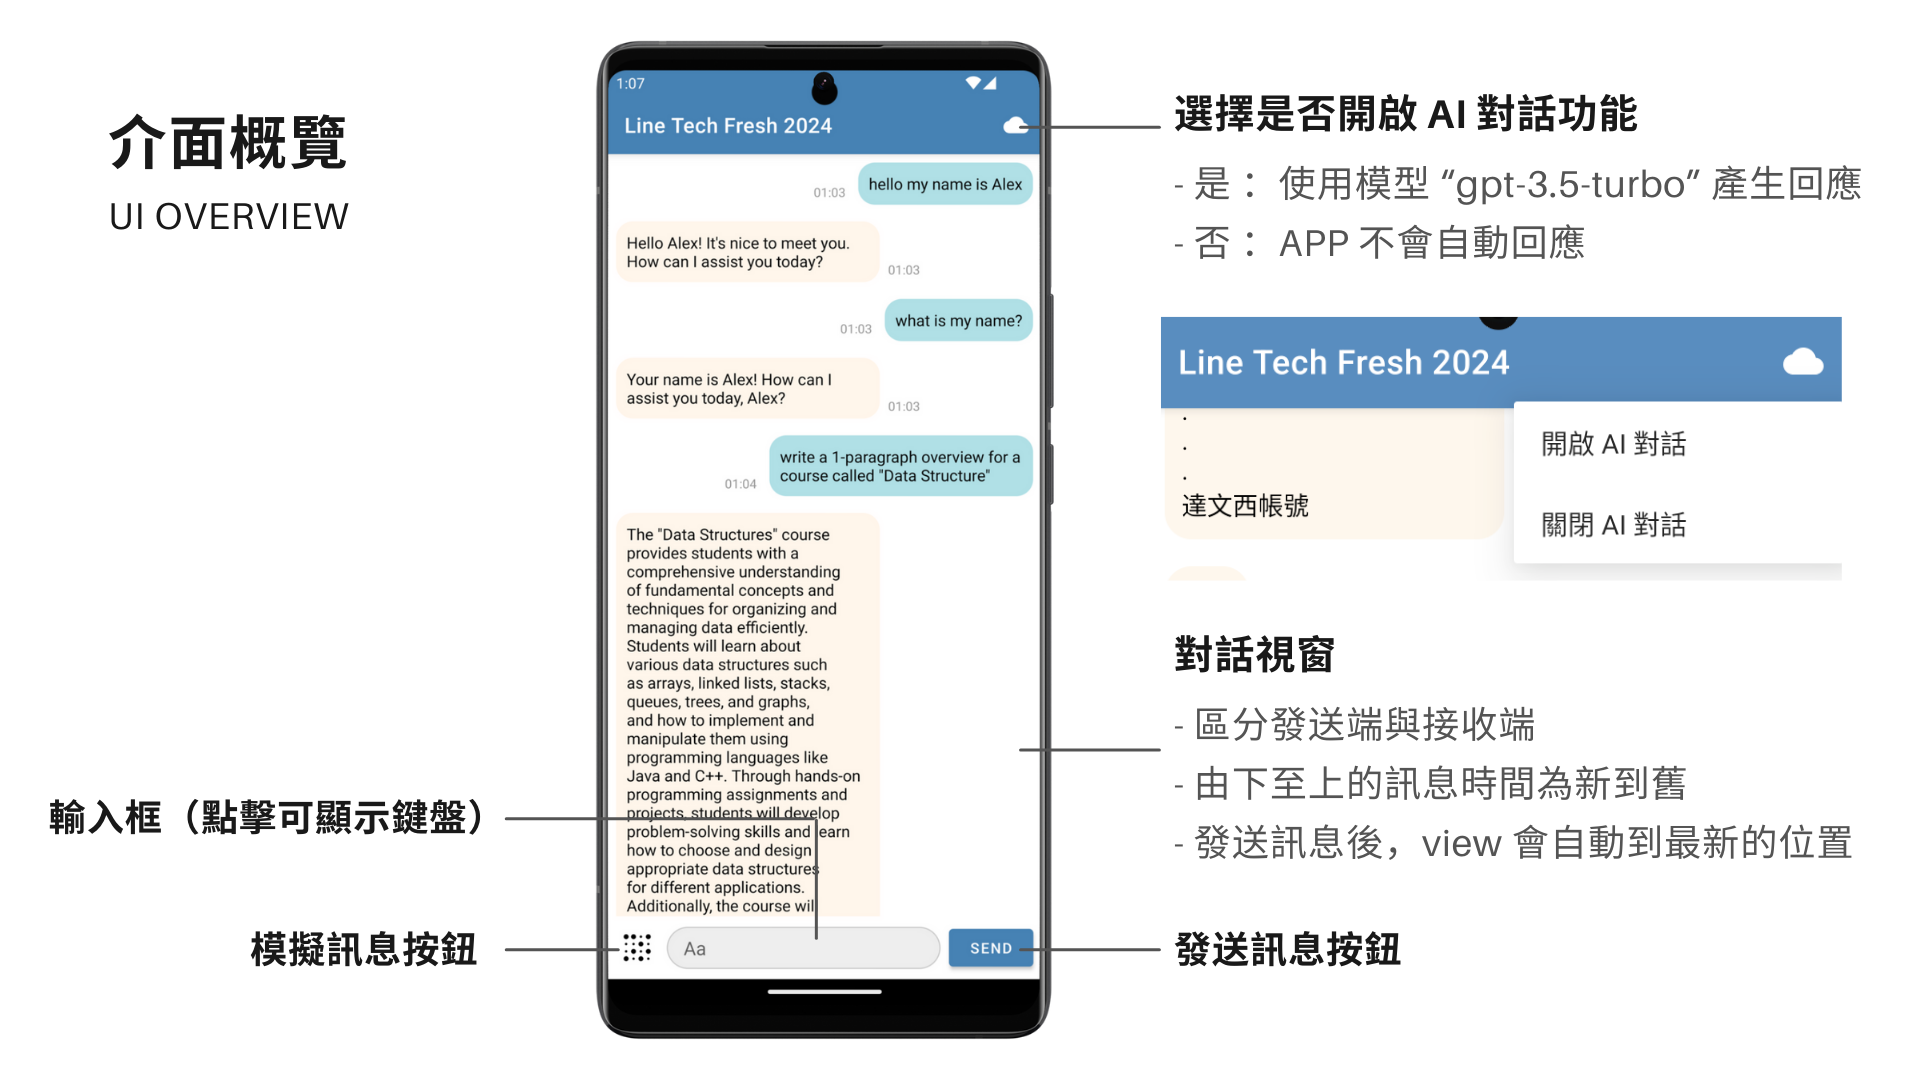 介面概覽
UI OVERVIEW
輸入框（點擊可顯示鍵盤）
模擬訊息按鈕
1:07
Line Tech Fresh 2024
hello my name is Alex
01:03
Hello Alex! It's nice to meet you.
How can I assist you today?
01:03
what is my name?
01:03
Your name is Alex! How can I
assist you today, Alex?
01:03
write a 1-paragraph overview for a
course called "Data Structure"
01:04
The "Data Structures" course
provides students with a
comprehensive understanding
of fundamental concepts and
techniques for organizing and
managing data efficiently.
Students will learn about
various data structures such
as arrays, linked lists, stacks,
queues, trees, and graphs,
and how to implement and
manipulate them using
programming languages like
Java and C++. Through hands-on
programming assignments and
projects, students will develop
problem-solving skills and learn
how to choose and design
appropriate data structures
for different applications.
Additionally, the course will
Aa
SEND
選擇是否開啟 AI 對話功能
- 是： 使用模型 “gpt-3.5-turbo” 產生回應
- 否： APP 不會自動回應
Line Tech Fresh 2024
.
.
.
達文西帳號
開啟 AI 對話
關閉 AI 對話
對話視窗
- 區分發送端與接收端
- 由下至上的訊息時間為新到舊
- 發送訊息後，view 會自動到最新的位置
發送訊息按鈕